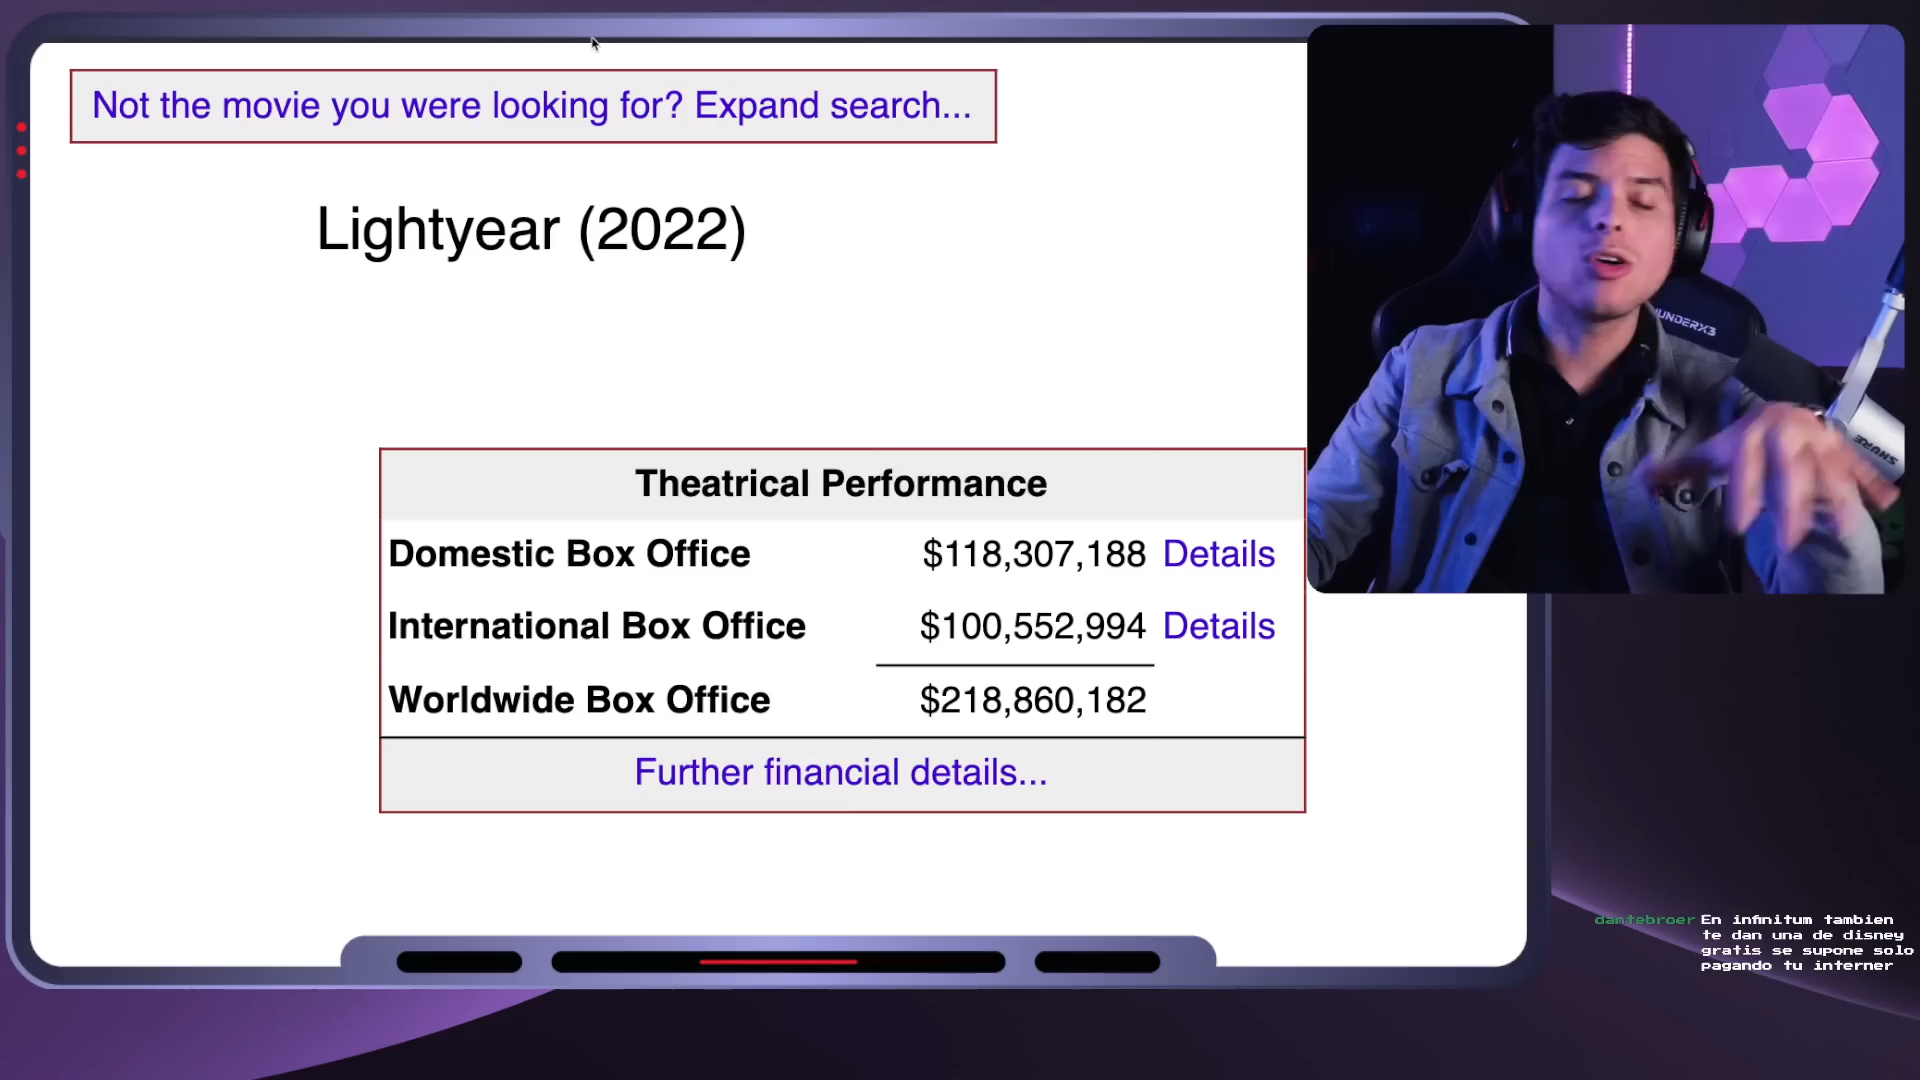 Not the movie you were looking for? Expand search...
Lightyear (2022)
Theatrical Performance
Domestic Box Office $118,307,188 Details
International Box Office $100,552,994 Details
Worldwide Box Office $218,860,182
Further financial details...
UNDERX3
SHURE
dantebroer En infinitum tambien
te dan una de disney
gratis se supone solo
pagando tu interner